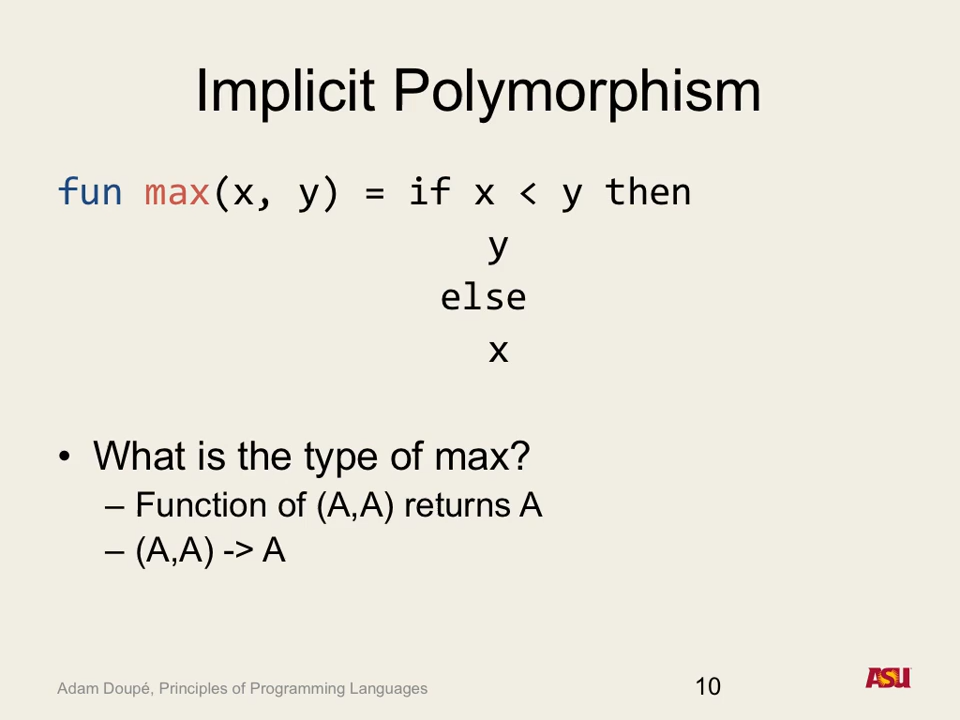 Implicit Polymorphism
fun max(x, y) = if x < y then
y
else
x
• What is the type of max?
– Function of (A,A) returns A
– (A,A) -> A
Adam Doupé, Principles of Programming Languages
10
ASU